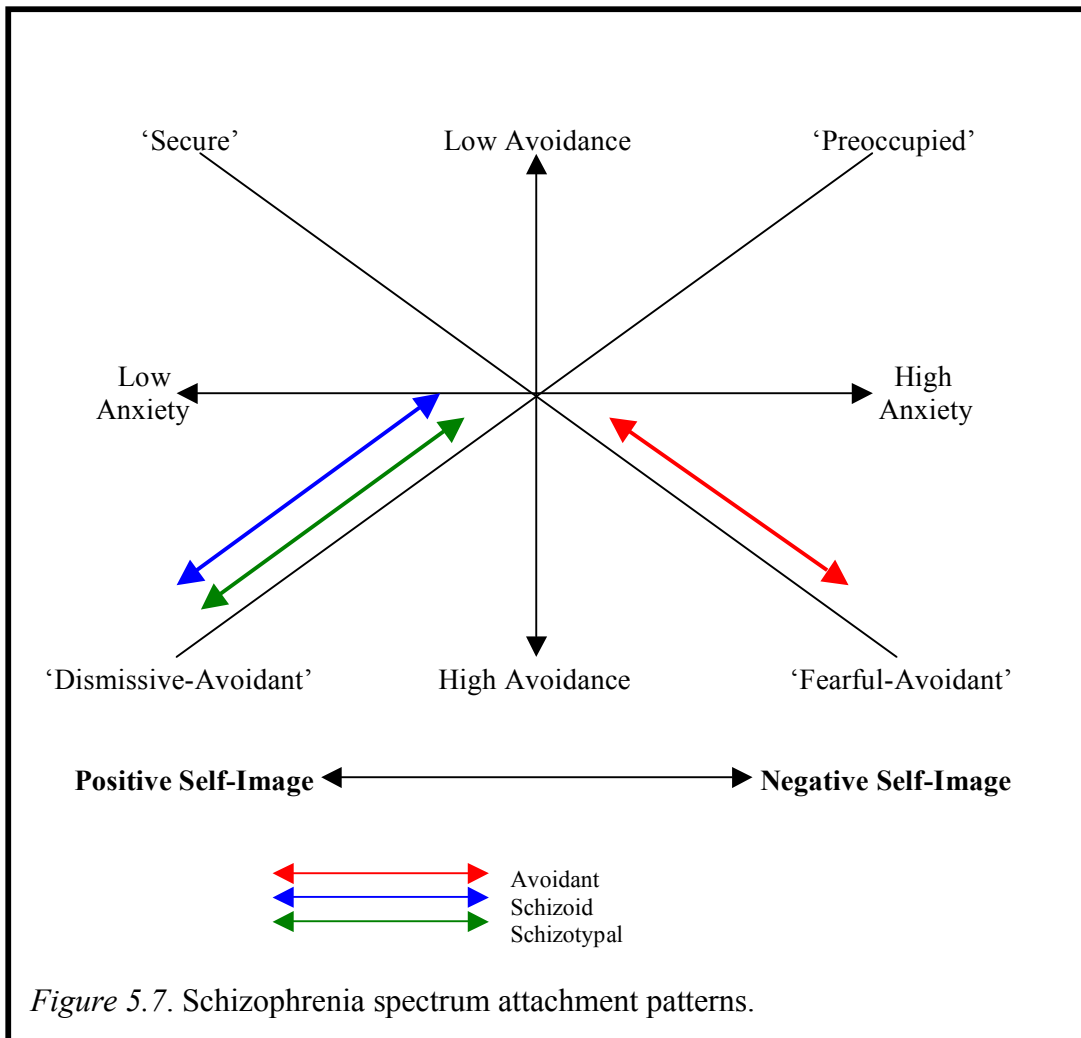 ‘Secure’ Low Avoidance ‘Preoccupied’
Low
Anxiety
High
Anxiety
‘Dismissive-Avoidant’ High Avoidance ‘Fearful-Avoidant’
Positive Self-Image Negative Self-Image
Avoidant
Schizoid
Schizotypal
Figure 5.7. Schizophrenia spectrum attachment patterns.